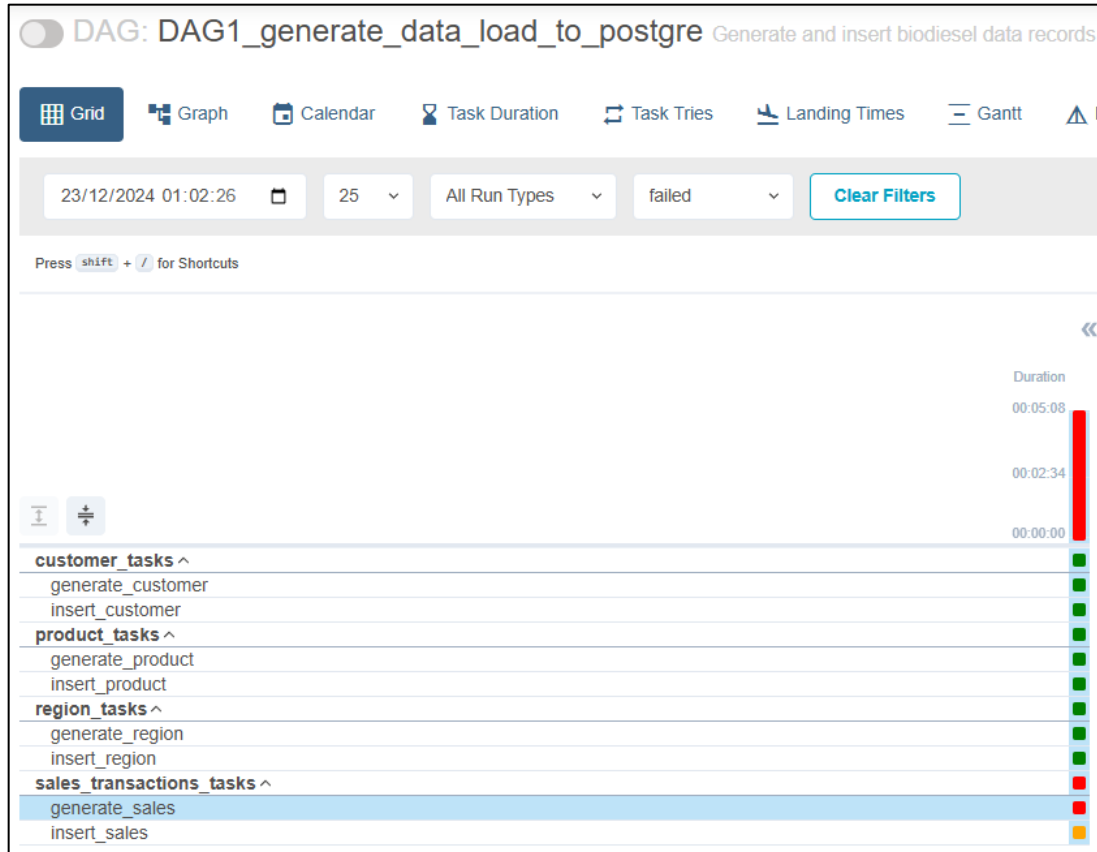 DAG: DAG1_generate_data_load_to_postgre Generate and insert biodiesel data records
Grid Graph Calendar Task Duration Task Tries Landing Times Gantt
23/12/2024 01:02:26 25 All Run Types failed Clear Filters
Press shift + / for Shortcuts
Duration
00:05:08
00:02:34
00:00:00
customer_tasks
generate_customer
insert_customer
product_tasks
generate_product
insert_product
region_tasks
generate_region
insert_region
sales_transactions_tasks
generate_sales
insert_sales